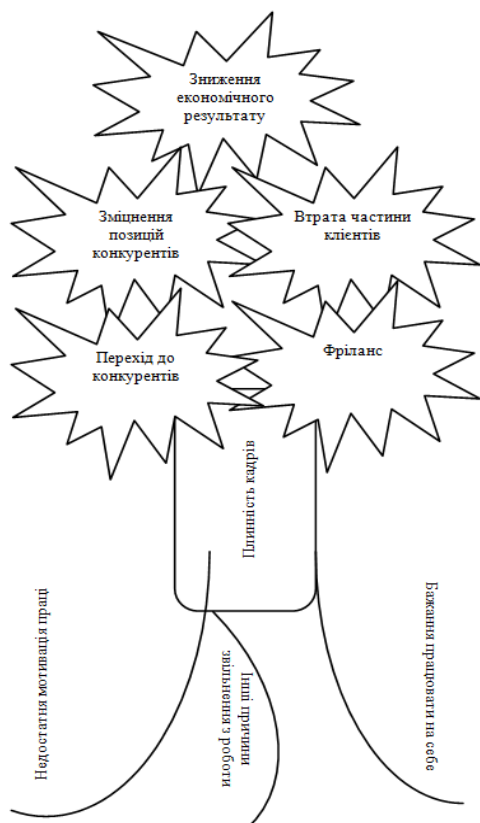 Зниження
економічного
результату
Зміцнення
позицій
конкурентів
Втрата частини
клієнтів
Перехід до
конкурентів
Фріланс
Плинність кадрів
Недостатня мотивація праці
Інші причини
звільнення з роботи
Бажання працювати на себе